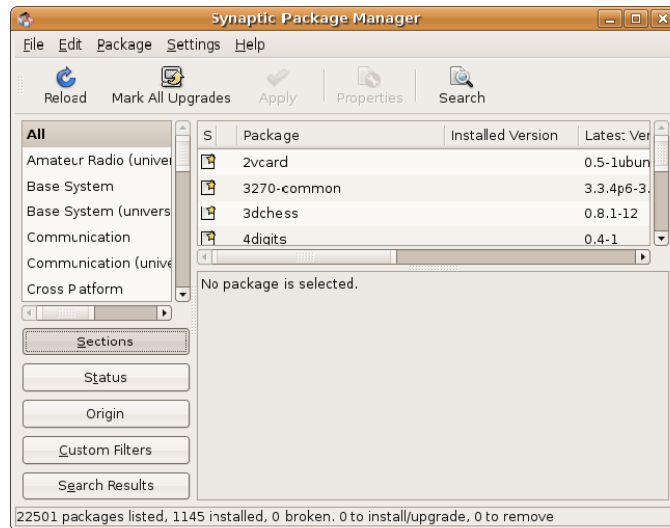 Synaptic Package Manager
File Edit Package Settings Help
Reload Mark All Upgrades Apply Properties Search
All
Amateur Radio (univer
Base System
Base System (univers
Communication
Communication (unive
Cross Platform
Sections
Status
Origin
Custom Filters
Search Results
S Package Installed Version Latest Ver
2vcard 0.5-1ubun
3270-common 3.3.4p6-3.
3dchess 0.8.1-12
4digits 0.4-1
No package is selected.
22501 packages listed, 1145 installed, 0 broken. 0 to install/upgrade, 0 to remove